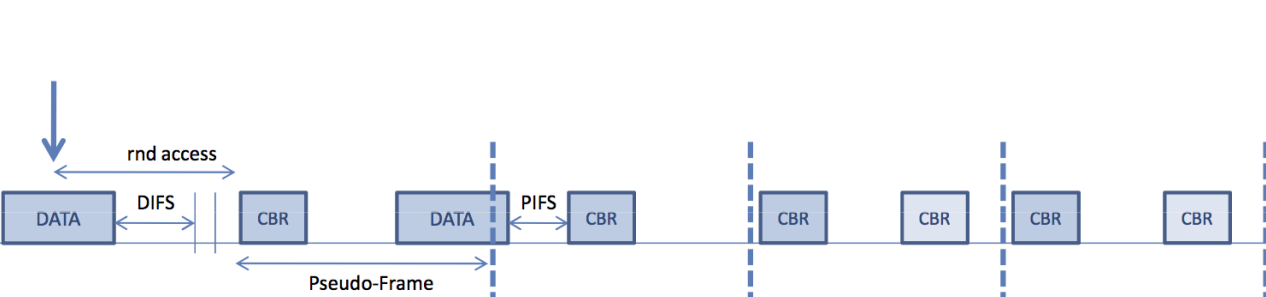 rnd access
DIFS
PIFS
DATA
CBR
DATA
CBR
CBR
CBR
CBR
CBR
Pseudo-Frame